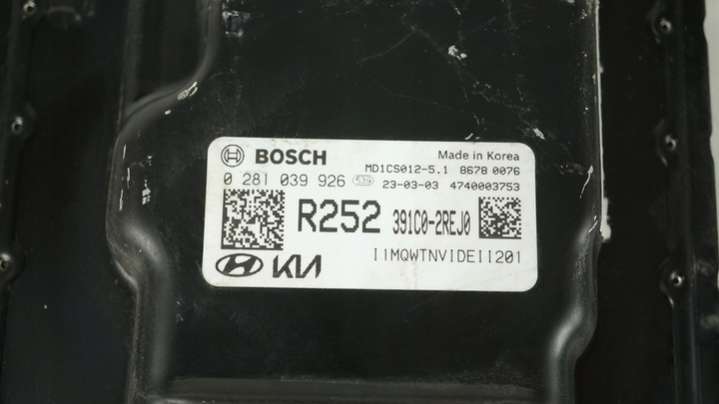 BOSCH Made in Korea
MD1CS012-5.1 8678 0076
0 281 039 926 23-03-03 4740003753
R252 391C0-2REJ0
KIA I1MQWTNVIDEI1201